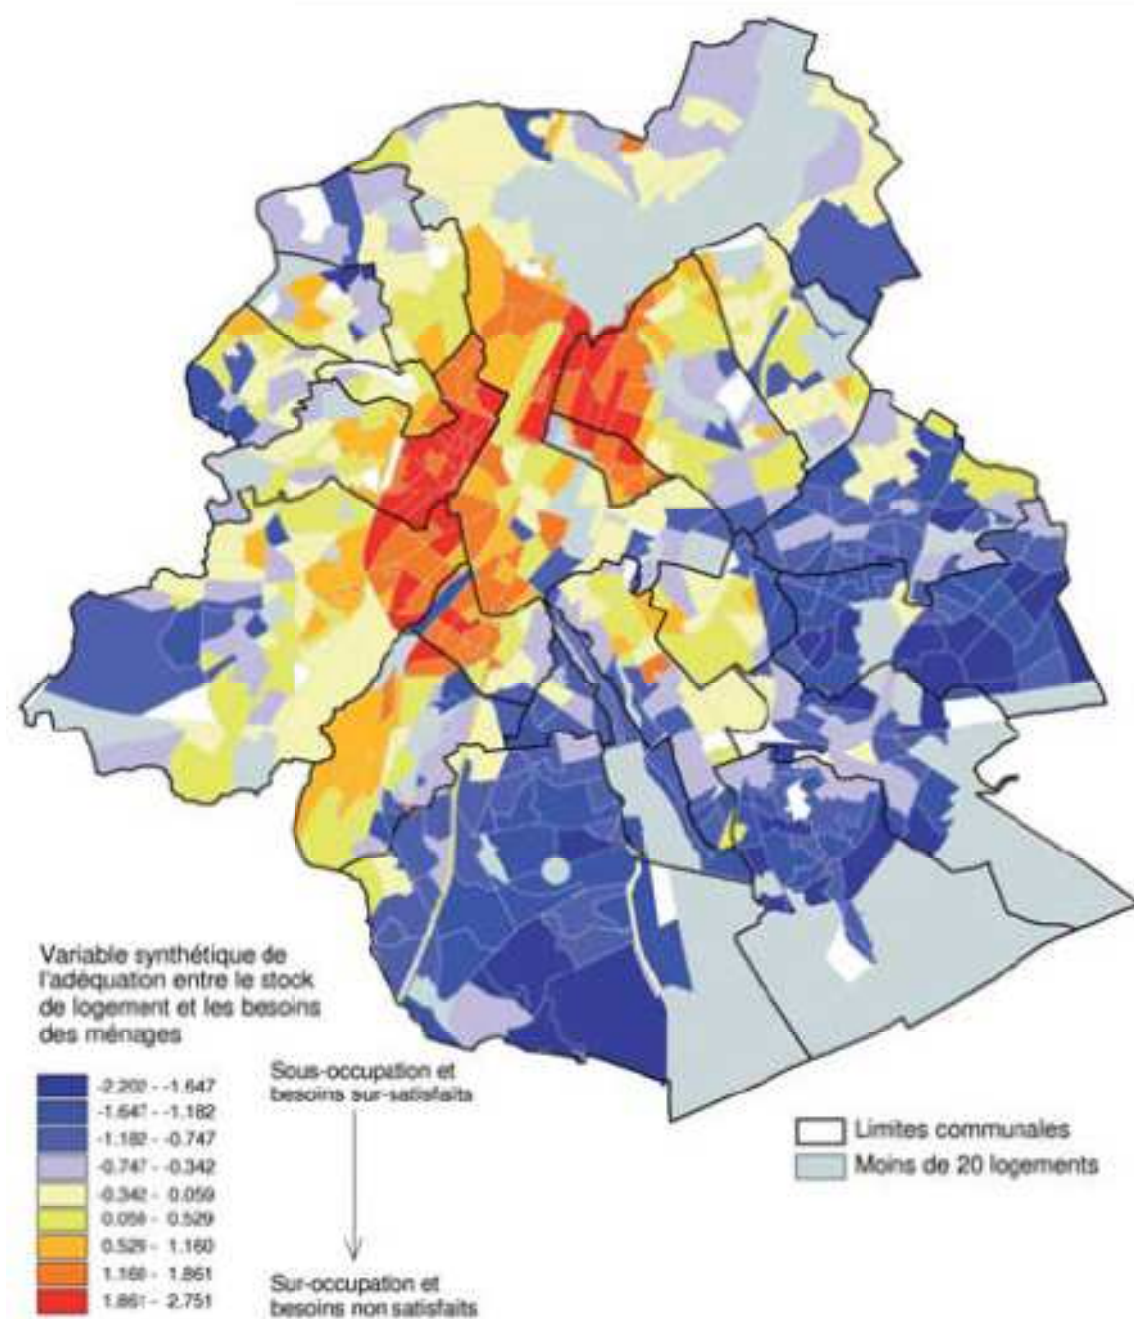 Variable synthétique de
l'adéquation entre le stock
de logement et les besoins
des ménages
-2.202 - -1.647
-1.647 - -1.182
-1.182 - -0.747
-0.747 - -0.342
-0.342 - 0.059
0.059 - 0.529
0.529 - 1.160
1.160 - 1.861
1.861 - 2.751
Sous-occupation et
besoins sur-satisfaits
Sur-occupation et
besoins non satisfaits
Limites communales
Moins de 20 logements